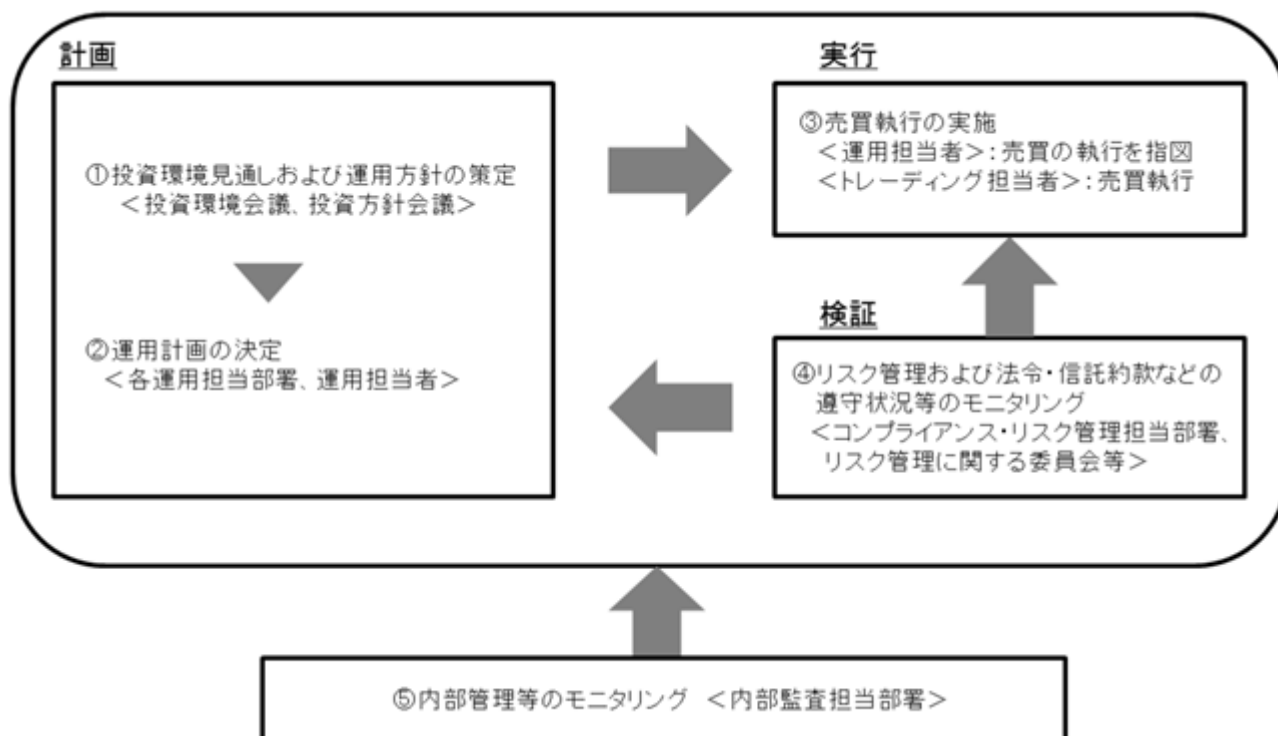 計画
①投資環境見通しおよび運用方針の策定
＜投資環境会議、投資方針会議＞
②運用計画の決定
＜各運用担当部署、運用担当者＞
実行
③売買執行の実施
＜運用担当者＞：売買の執行を指図
＜トレーディング担当者＞：売買執行
検証
④リスク管理および法令・信託約款などの
遵守状況等のモニタリング
＜コンプライアンス・リスク管理担当部署、
リスク管理に関する委員会等＞
⑤内部管理等のモニタリング ＜内部監査担当部署＞